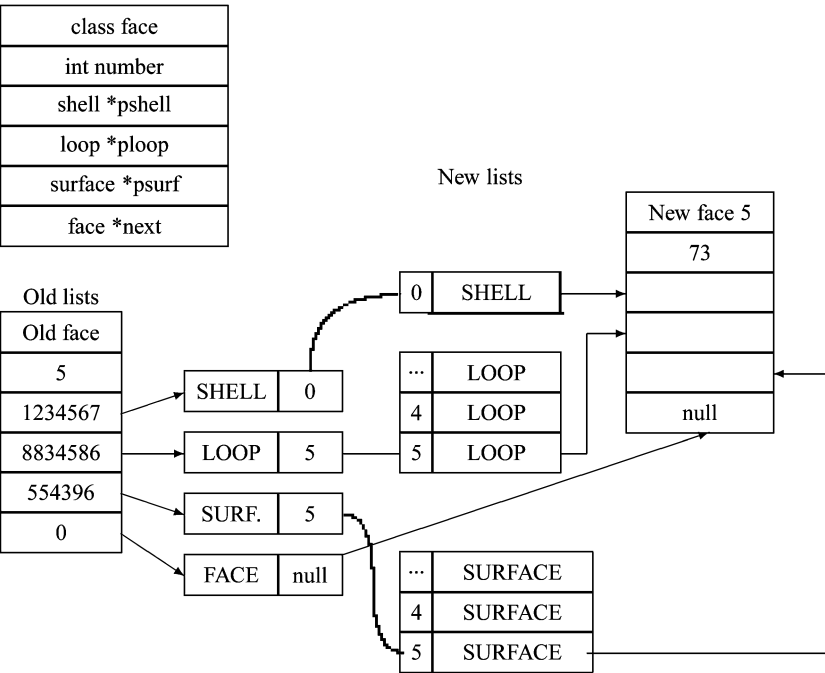 class face
int number
shell *pshell
loop *ploop
surface *psurf
face *next
New lists
New face 5
73
null
0 SHELL
... LOOP
4 LOOP
5 LOOP
Old lists
Old face
5
1234567
8834586
554396
0
SHELL 0
LOOP 5
SURF. 5
FACE null
... SURFACE
4 SURFACE
5 SURFACE